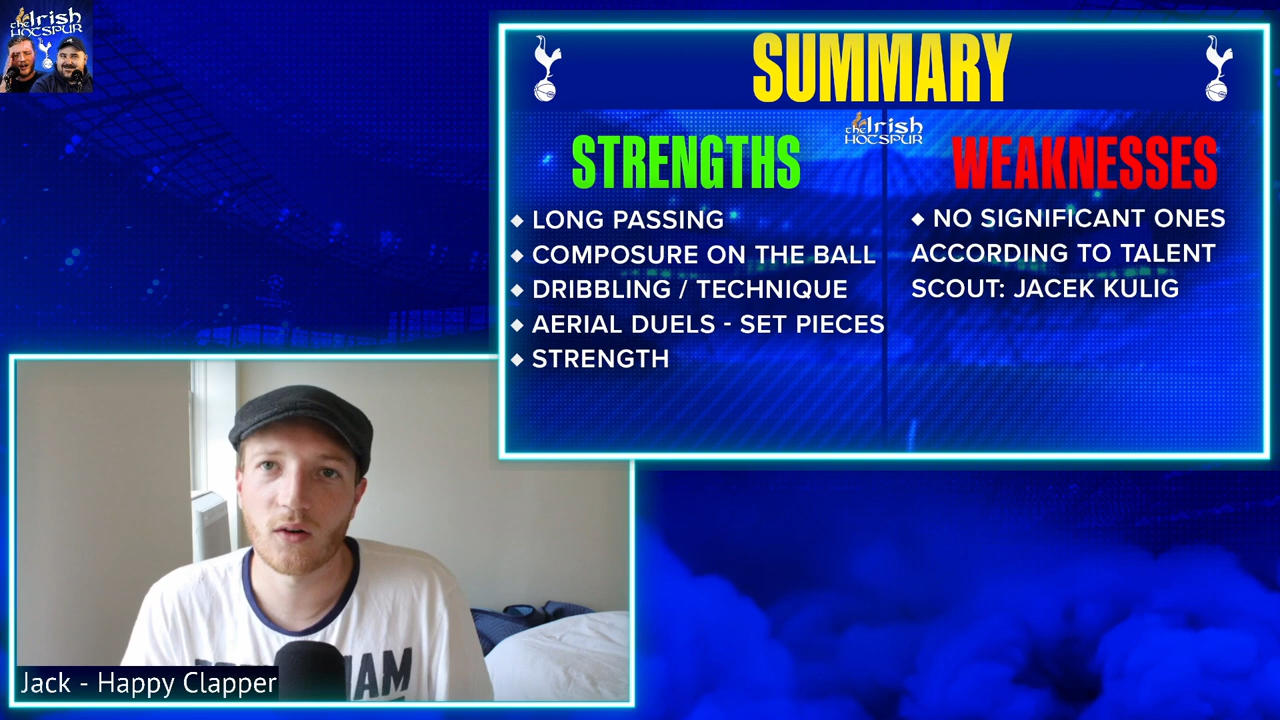 the Irish
HOTSPUR
SUMMARY
the Irish
HOTSPUR
STRENGTHS
WEAKNESSES
◆ LONG PASSING
◆ COMPOSURE ON THE BALL
◆ DRIBBLING / TECHNIQUE
◆ AERIAL DUELS - SET PIECES
◆ STRENGTH
◆ NO SIGNIFICANT ONES
ACCORDING TO TALENT
SCOUT: JACEK KULIG
Jack - Happy Clapper